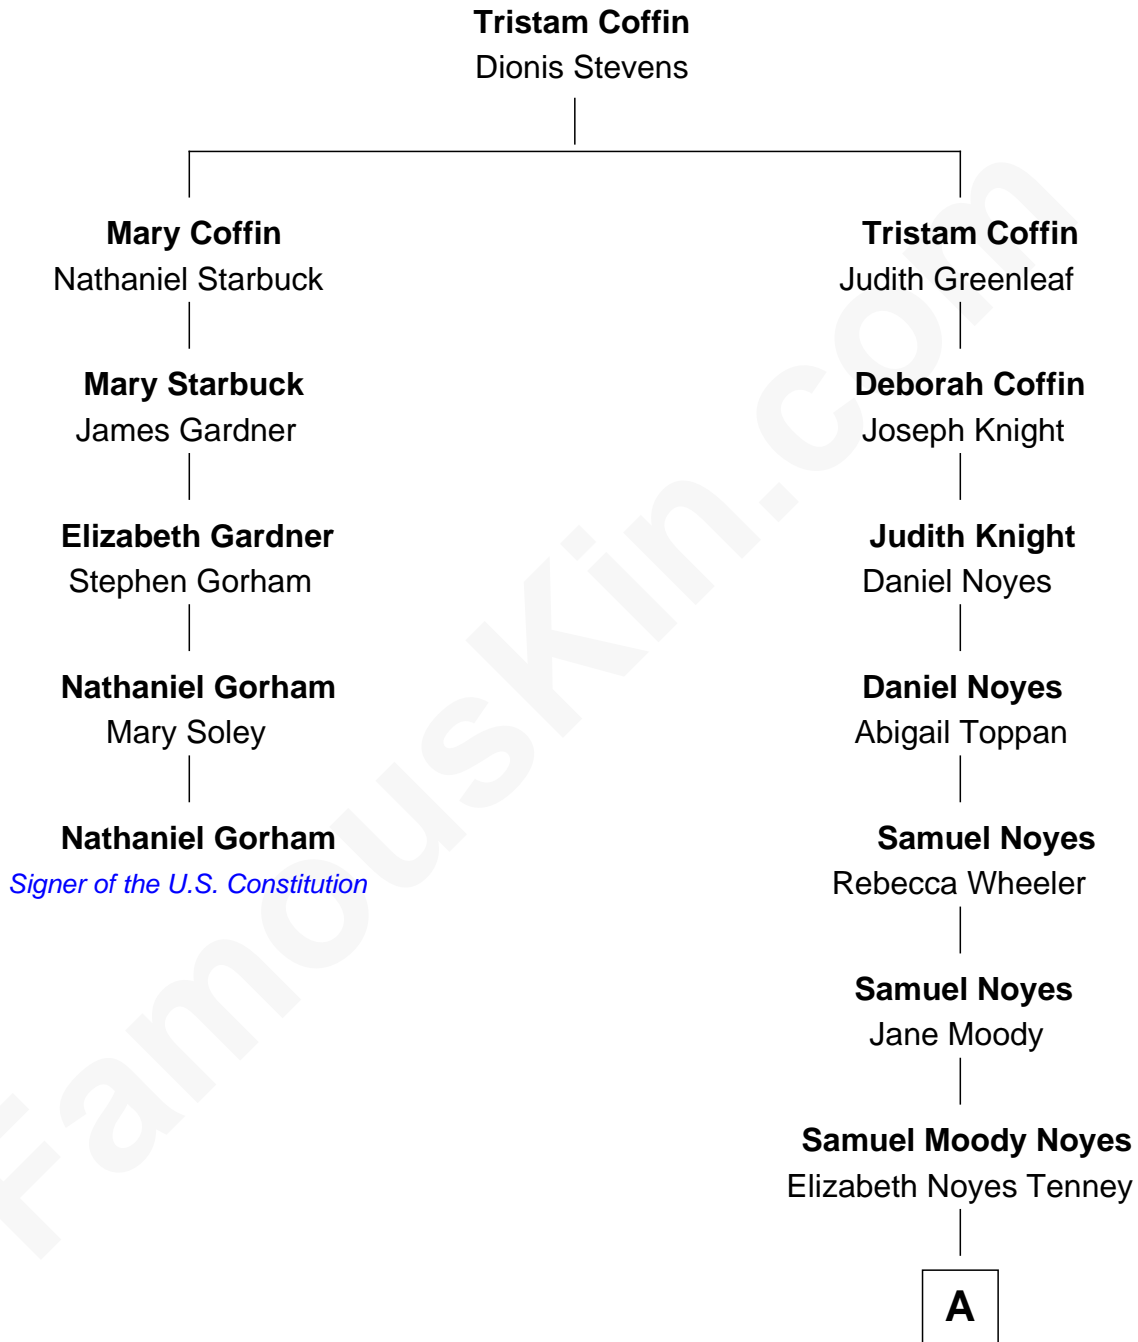 Tristam Coffin
Dionis Stevens
Mary Coffin
Nathaniel Starbuck
Mary Starbuck
James Gardner
Elizabeth Gardner
Stephen Gorham
Nathaniel Gorham
Mary Soley
Nathaniel Gorham
Signer of the U.S. Constitution
Tristam Coffin
Judith Greenleaf
Deborah Coffin
Joseph Knight
Judith Knight
Daniel Noyes
Daniel Noyes
Abigail Toppan
Samuel Noyes
Rebecca Wheeler
Samuel Noyes
Jane Moody
Samuel Moody Noyes
Elizabeth Noyes Tenney
A
FamousKin.com